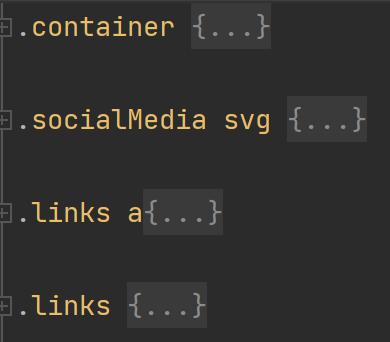 .container {...}
.socialMedia svg {...}
.links a{...}
.links {...}